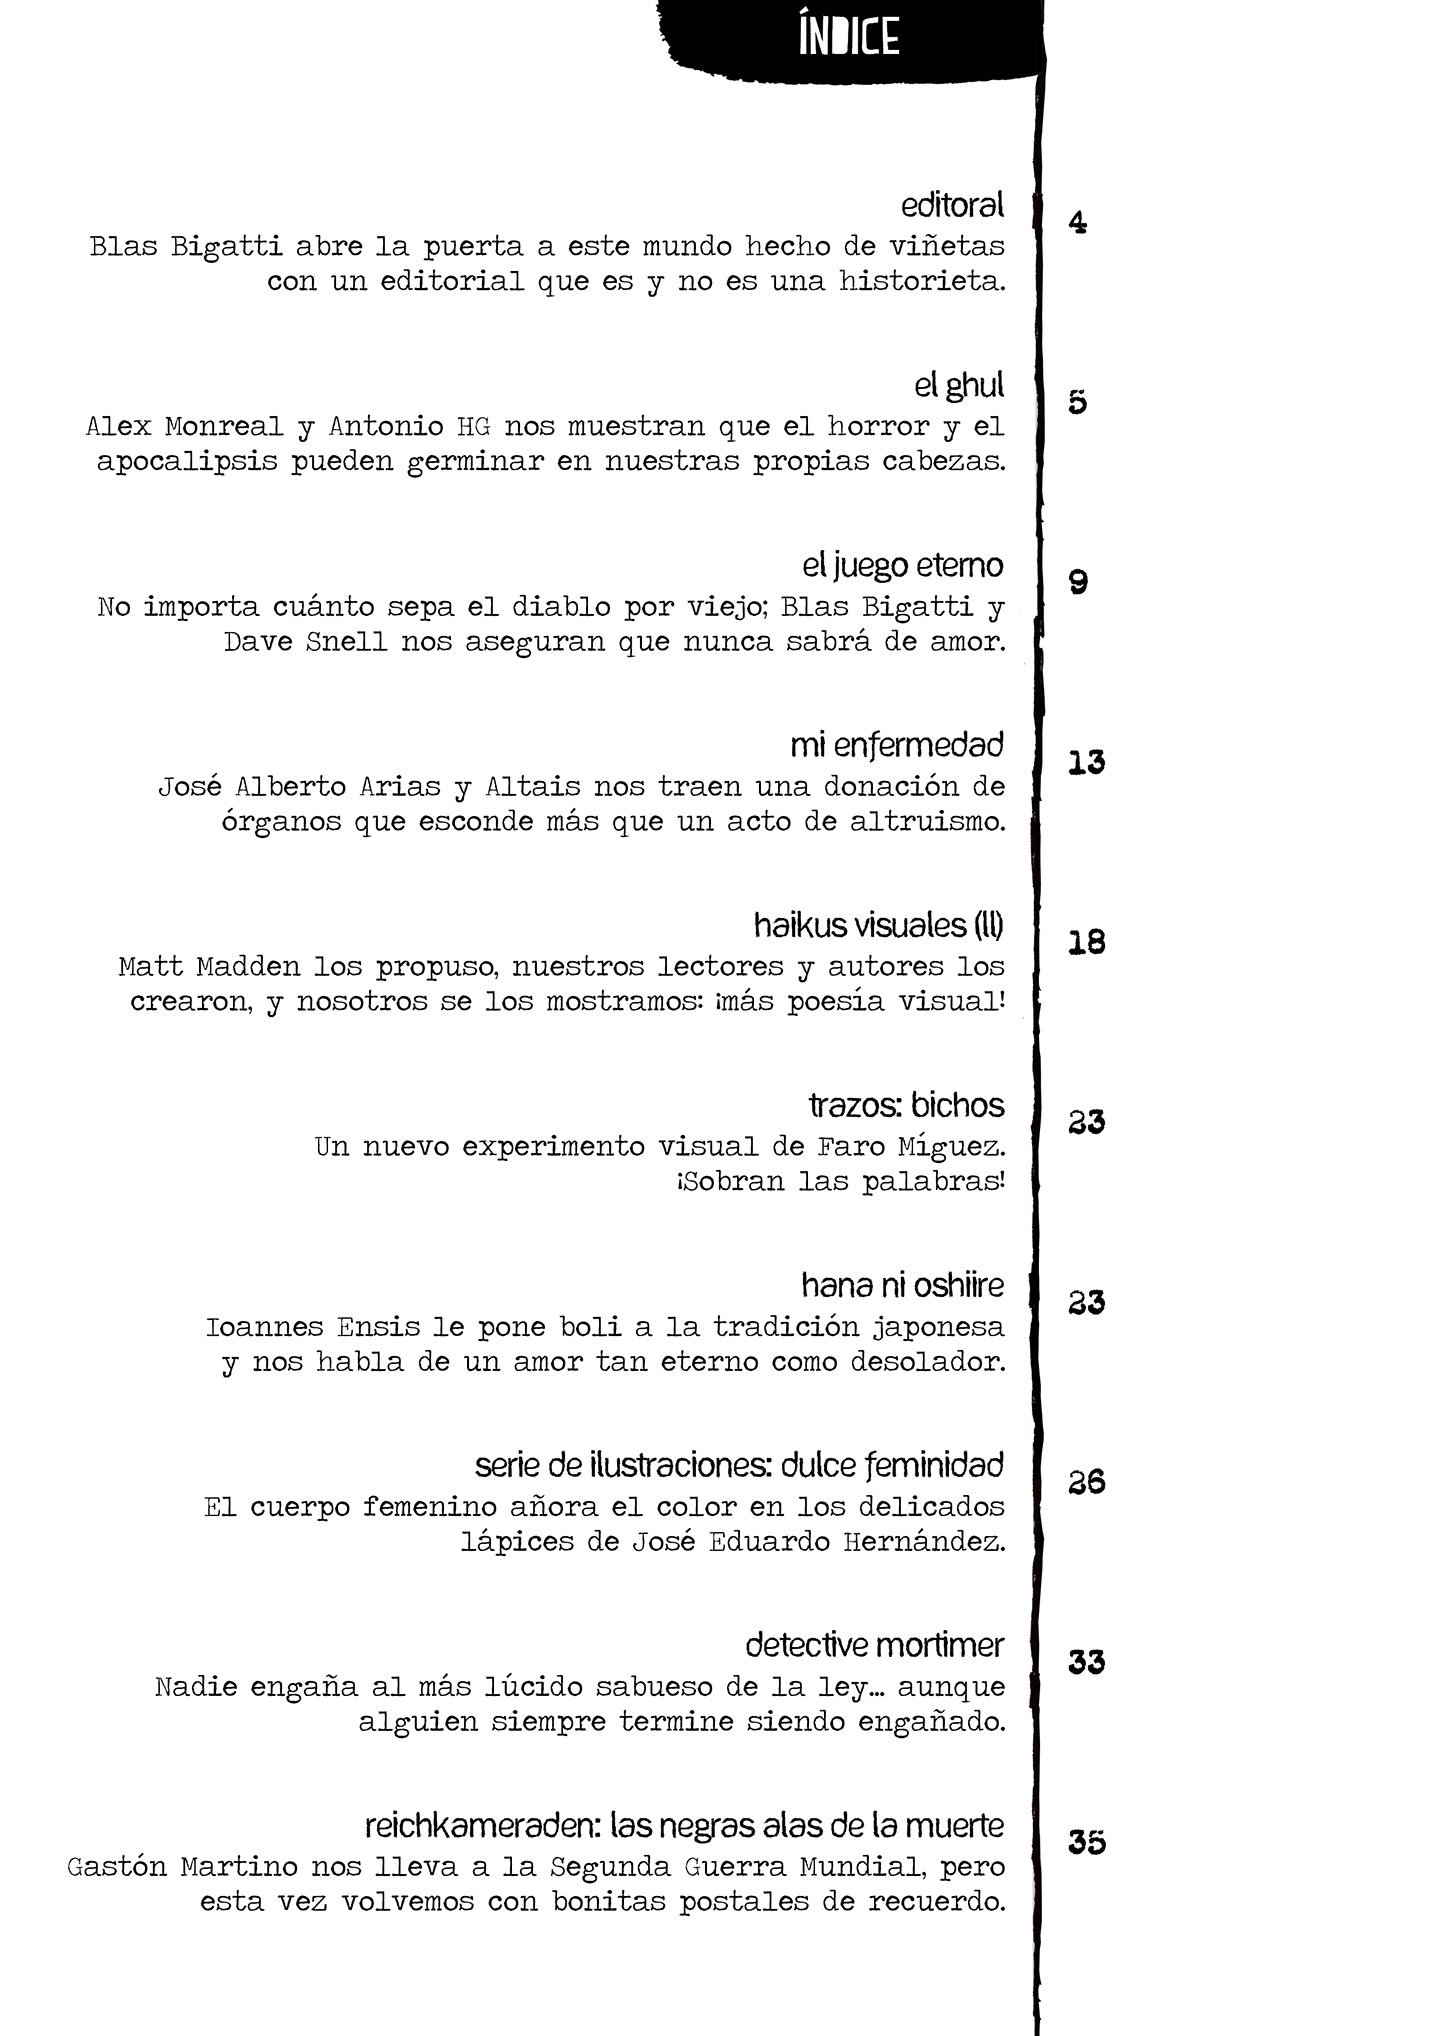 ÍNDICE
editoral
4
Blas Bigatti abre la puerta a este mundo hecho de viñetas
con un editorial que es y no es una historieta.
el ghul
5
Alex Monreal y Antonio HG nos muestran que el horror y el
apocalipsis pueden germinar en nuestras propias cabezas.
el juego eterno
9
No importa cuánto sepa el diablo por viejo; Blas Bigatti y
Dave Snell nos aseguran que nunca sabrá de amor.
mi enfermedad
13
José Alberto Arias y Altais nos traen una donación de
órganos que esconde más que un acto de altruismo.
haikus visuales (II)
18
Matt Madden los propuso, nuestros lectores y autores los
crearon, y nosotros se los mostramos: ¡más poesía visual!
trazos: bichos
23
Un nuevo experimento visual de Faro Míguez.
¡Sobran las palabras!
hana ni oshiire
23
Ioannes Ensis le pone boli a la tradición japonesa
y nos habla de un amor tan eterno como desolador.
serie de ilustraciones: dulce feminidad
26
El cuerpo femenino añora el color en los delicados
lápices de José Eduardo Hernández.
detective mortimer
33
Nadie engaña al más lúcido sabueso de la ley... aunque
alguien siempre termine siendo engañado.
reichkameraden: las negras alas de la muerte
35
Gastón Martino nos lleva a la Segunda Guerra Mundial, pero
esta vez volvemos con bonitas postales de recuerdo.